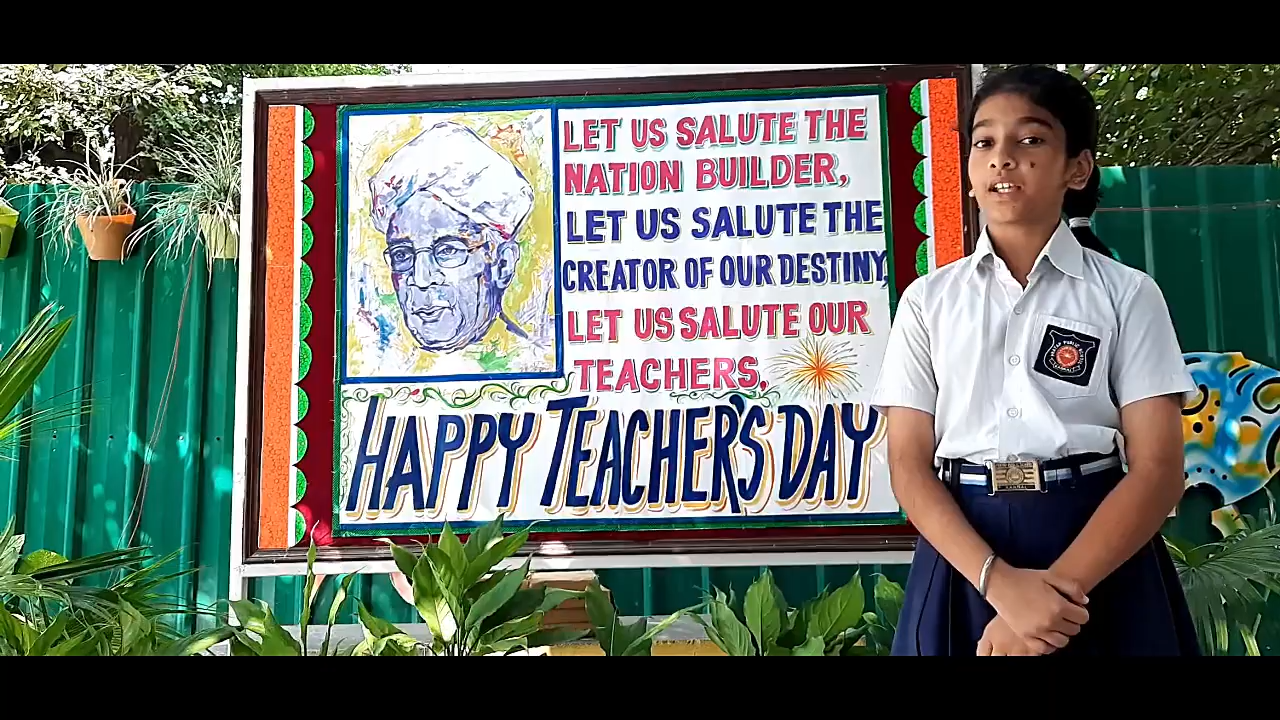 LET US SALUTE THE
NATION BUILDER,
LET US SALUTE THE
CREATOR OF OUR DESTINY,
LET US SALUTE OUR
TEACHERS.
HAPPY TEACHER'S DAY
PUBLIC